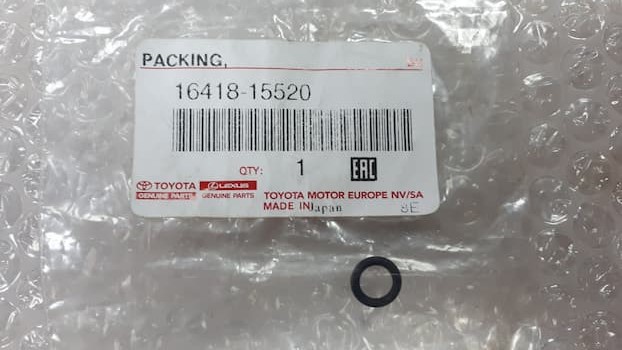 PACKING,
16418-15520
QTY: 1 EAC
TOYOTA LEXUS
GENUINE PARTS GENUINE PARTS
TOYOTA MOTOR EUROPE NV/SA
MADE IN Japan 8E